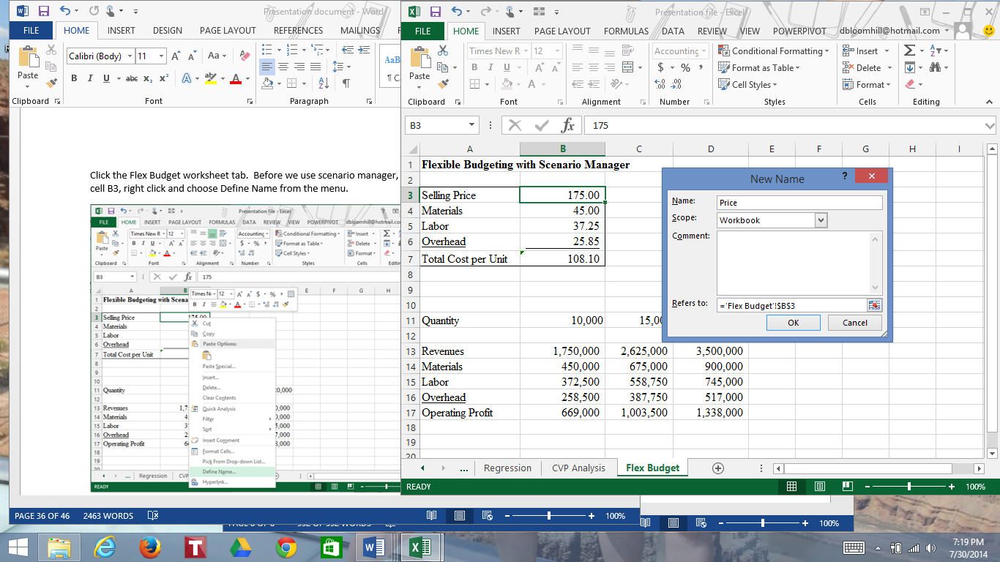 Presentation document - Word
FILE HOME INSERT DESIGN PAGE LAYOUT REFERENCES MAILINGS
Calibri (Body) 11
Paste
Clipboard Font Paragraph
AaB
¶ C
Click the Flex Budget worksheet tab. Before we use scenario manager,
cell B3, right click and choose Define Name from the menu.
Presentation file - Excel
FILE HOME INSERT PAGE LAYOUT FORMULAS DATA REVIEW VIEW POWERPIVOT dbloomhill@hotmail.com
Times New R 12 Accounting Conditional Formatting Insert
Format as Table Delete
Paste Cell Styles Format
Clipboard Font Alignment Number Styles Cells
B3 175
A B E F G H
1 Flexible Budgeting with Scena
Times N 12
2
3 Selling Price 175.00
4 Materials
5 Labor
6 Overhead
7 Total Cost per Unit
8
9
10
11 Quantity 0,000
12
13 Revenues 0,000
14 Materials 0,000
15 Labor 5,000
16 Overhead 7,000
17 Operating Profit 8,000
18
19
Cut
Copy
Paste Options:
Paste Special...
Insert...
Delete...
Clear Contents
Quick Analysis
Filter
Sort
Insert Comment
Format Cells...
Pick From Drop-down List...
Define Name...
Hyperlink...
... Regression CVP
READY
PAGE 36 OF 46 2463 WORDS 100%
Presentation file - Excel
FILE HOME INSERT PAGE LAYOUT FORMULAS DATA REVIEW VIEW POWERPIVOT dbloomhill@hotmail.com
Times New R 12 Accounting Conditional Formatting Insert
Format as Table Delete
Paste Cell Styles Format
Clipboard Font Alignment Number Styles Cells Editing
B3 175
A B C D E F G H I
1 Flexible Budgeting with Scenario Manager
2
3 Selling Price 175.00
4 Materials 45.00
5 Labor 37.25
6 Overhead 25.85
7 Total Cost per Unit 108.10
8
9
10
11 Quantity 10,000 15,00
12
13 Revenues 1,750,000 2,625,000 3,500,000
14 Materials 450,000 675,000 900,000
15 Labor 372,500 558,750 745,000
16 Overhead 258,500 387,750 517,000
17 Operating Profit 669,000 1,003,500 1,338,000
18
19
20
New Name ?
Name: Price
Scope: Workbook
Comment:
Refers to: ='Flex Budget'!$B$3
OK Cancel
... Regression CVP Analysis Flex Budget
READY 100%
100%
7:19 PM
7/30/2014